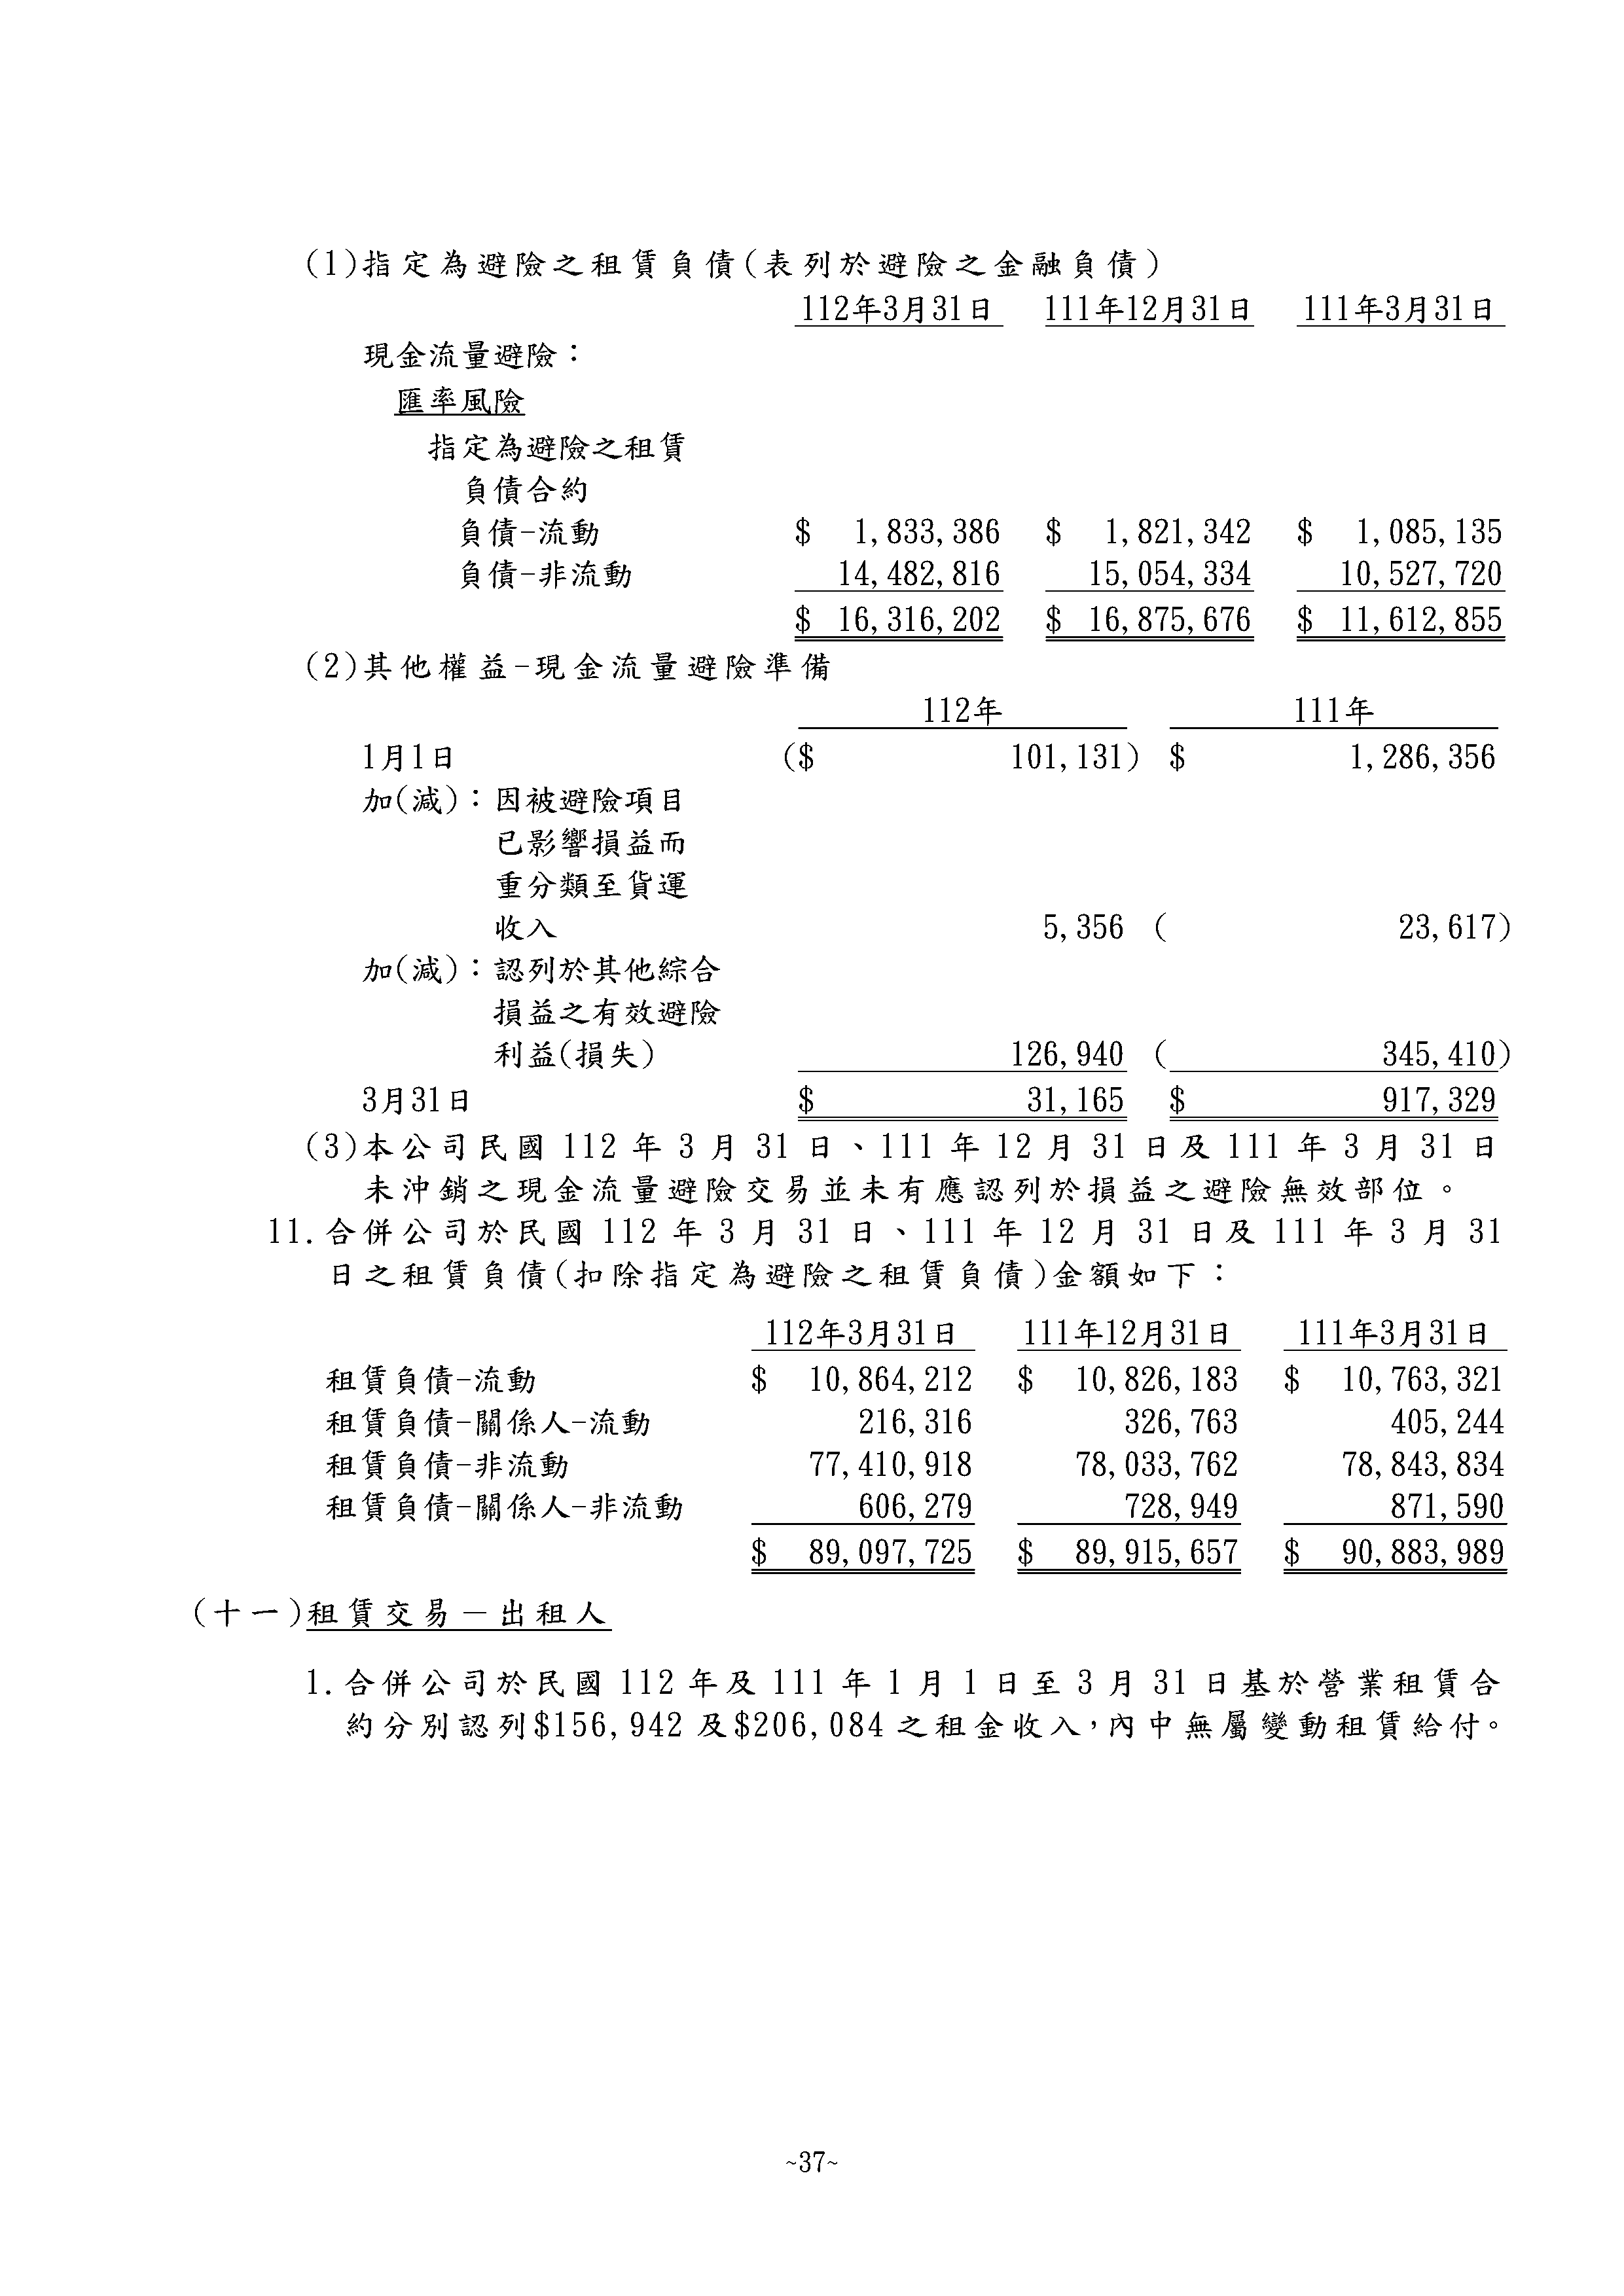 (1)指定為避險之租賃負債(表列於避險之金融負債)
112年3月31日 111年12月31日 111年3月31日
現金流量避險：
匯率風險
指定為避險之租賃
負債合約
負債-流動 $ 1,833,386 $ 1,821,342 $ 1,085,135
負債-非流動 14,482,816 15,054,334 10,527,720
$ 16,316,202 $ 16,875,676 $ 11,612,855
(2)其他權益-現金流量避險準備
112年 111年
1月1日 ($ 101,131) $ 1,286,356
加(減)：因被避險項目
已影響損益而
重分類至貨運
收入 5,356 ( 23,617)
加(減)：認列於其他綜合
損益之有效避險
利益(損失) 126,940 ( 345,410)
3月31日 $ 31,165 $ 917,329
(3)本公司民國 112 年 3 月 31 日、111 年 12 月 31 日及 111 年 3 月 31 日
未沖銷之現金流量避險交易並未有應認列於損益之避險無效部位。
11.合併公司於民國 112 年 3 月 31 日、111 年 12 月 31 日及 111 年 3 月 31
日之租賃負債(扣除指定為避險之租賃負債)金額如下：
112年3月31日 111年12月31日 111年3月31日
租賃負債-流動 $ 10,864,212 $ 10,826,183 $ 10,763,321
租賃負債-關係人-流動 216,316 326,763 405,244
租賃負債-非流動 77,410,918 78,033,762 78,843,834
租賃負債-關係人-非流動 606,279 728,949 871,590
$ 89,097,725 $ 89,915,657 $ 90,883,989
(十一)租賃交易－出租人
1.合併公司於民國 112 年及 111 年 1 月 1 日至 3 月 31 日基於營業租賃合
約分別認列$156,942 及$206,084 之租金收入，內中無屬變動租賃給付。
~37~